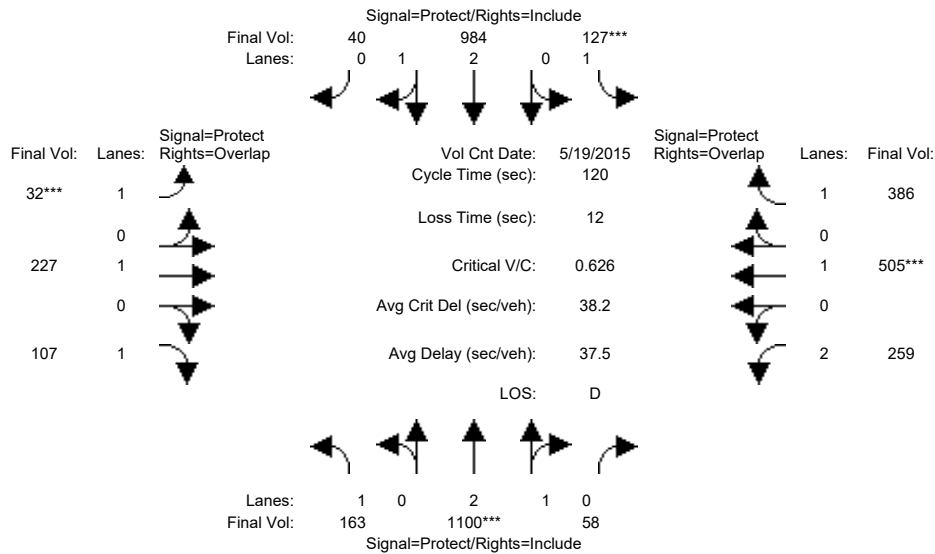 Signal=Protect/Rights=Include
Final Vol: 40 984 127***
Lanes: 0 1 2 0 1
Signal=Protect Signal=Protect
Final Vol: Lanes: Rights=Overlap Vol Cnt Date: 5/19/2015 Rights=Overlap Lanes: Final Vol:
Cycle Time (sec): 120
32*** 1 1 386
Loss Time (sec): 12
0 0
227 1 Critical V/C: 0.626 1 505***
0 Avg Crit Del (sec/veh): 38.2 0
107 1 Avg Delay (sec/veh): 37.5 2 259
LOS: D
Lanes: 1 0 2 1 0
Final Vol: 163 1100*** 58
Signal=Protect/Rights=Include